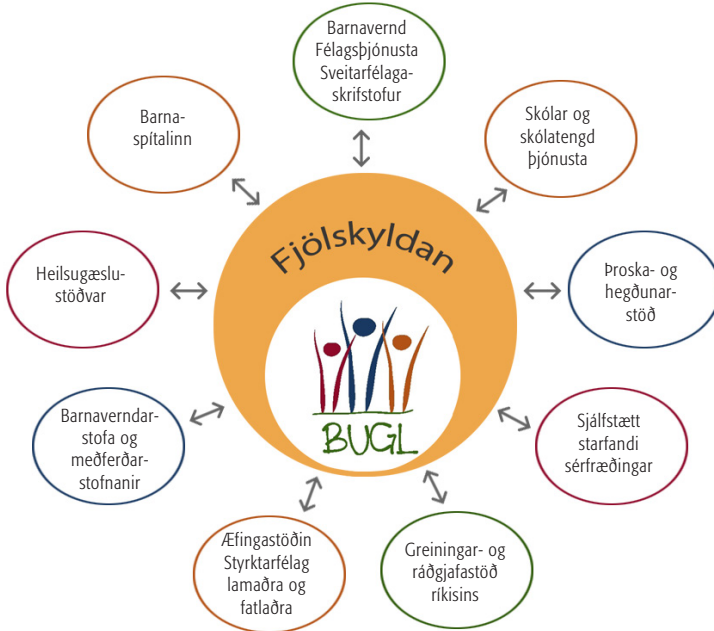 Barnavernd
Félagsþjónusta
Sveitarfélaga-
skrifstofur
Barna-
spítalinn
Skólar og
skólatengd
þjónusta
Fjölskyldan
Heilsugæslu-
stöðvar
Þroska- og
hegðunar-
stöð
BUGL
Barnaverndar-
stofa og
meðferðar-
stofnanir
Sjálfstætt
starfandi
sérfræðingar
Æfingastöðin
Styrktarfélag
lamaðra og
fatlaðra
Greiningar- og
ráðgjafastöð
ríkisins